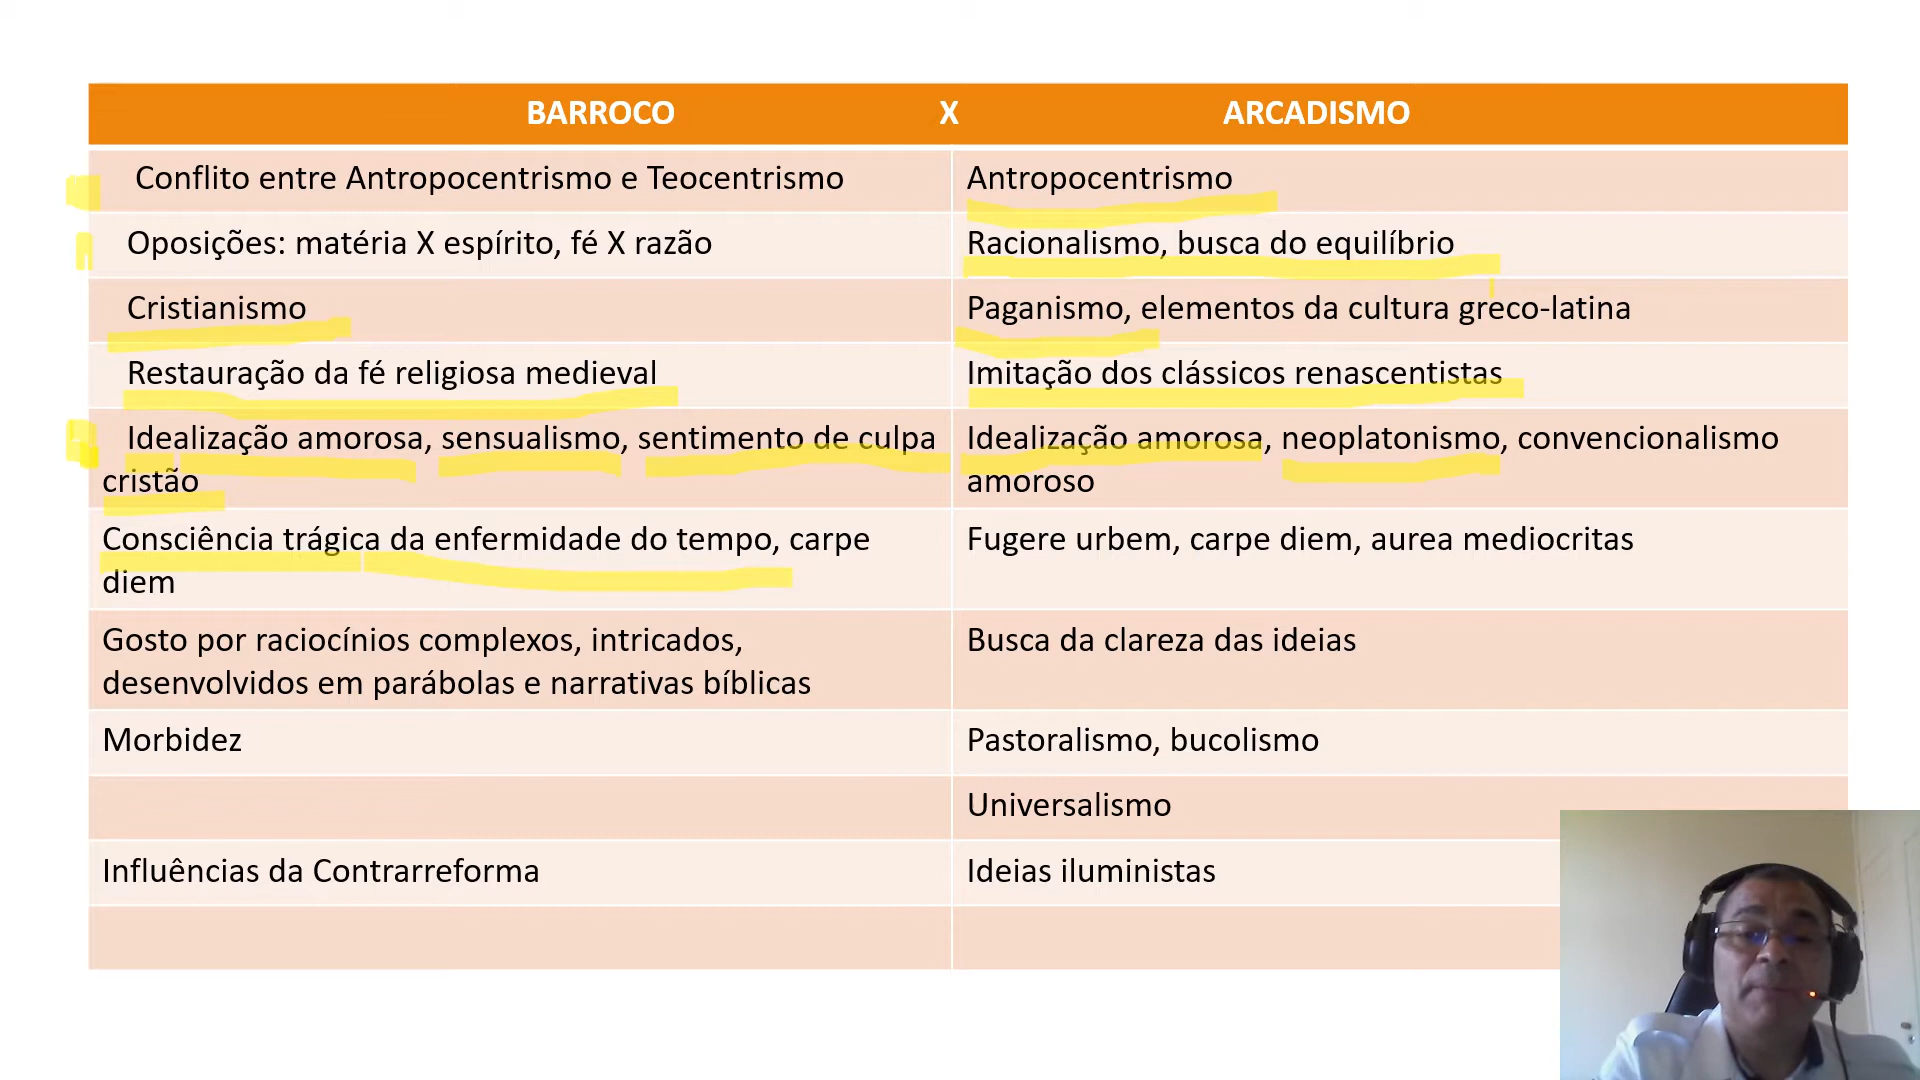 BARROCO X ARCADISMO
Conflito entre Antropocentrismo e Teocentrismo
Antropocentrismo
Oposições: matéria X espírito, fé X razão
Racionalismo, busca do equilíbrio
Cristianismo
Paganismo, elementos da cultura greco-latina
Restauração da fé religiosa medieval
Imitação dos clássicos renascentistas
Idealização amorosa, sensualismo, sentimento de culpa
cristão
Idealização amorosa, neoplatonismo, convencionalismo
amoroso
Consciência trágica da enfermidade do tempo, carpe
diem
Fugere urbem, carpe diem, aurea mediocritas
Gosto por raciocínios complexos, intricados,
desenvolvidos em parábolas e narrativas bíblicas
Busca da clareza das ideias
Morbidez
Pastoralismo, bucolismo
Universalismo
Influências da Contrarreforma
Ideias iluministas